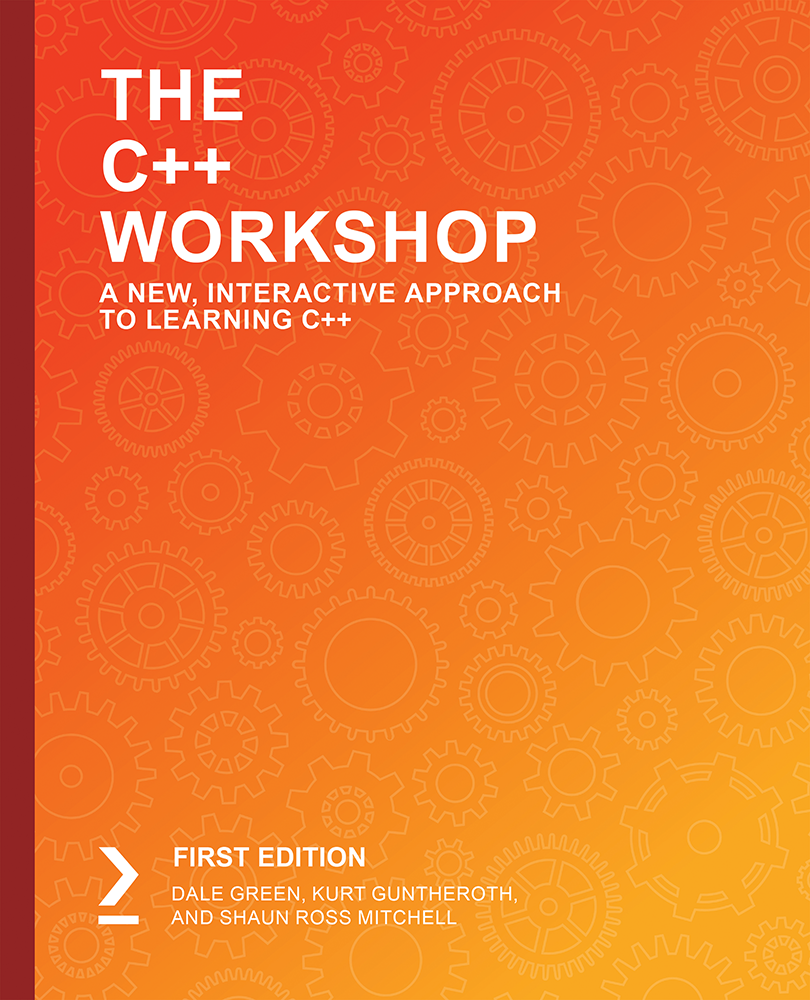 THE
C++
WORKSHOP
A NEW, INTERACTIVE APPROACH
TO LEARNING C++
FIRST EDITION
DALE GREEN, KURT GUNTHEROTH,
AND SHAUN ROSS MITCHELL